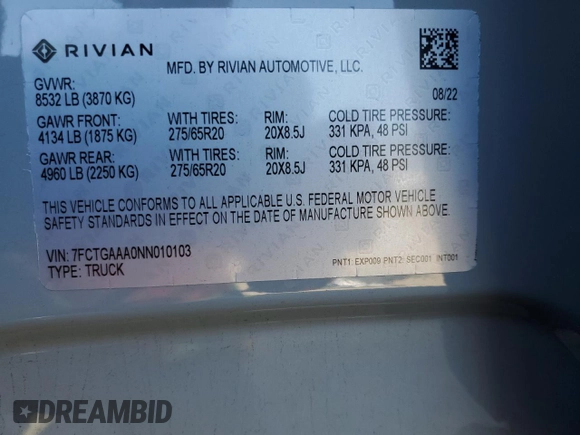 RIVIAN
MFD. BY RIVIAN AUTOMOTIVE, LLC.
08/22
GVWR:
8532 LB (3870 KG)
GAWR FRONT: WITH TIRES: RIM: COLD TIRE PRESSURE:
4134 LB (1875 KG) 275/65R20 20X8.5J 331 KPA, 48 PSI
GAWR REAR: WITH TIRES: RIM: COLD TIRE PRESSURE:
4960 LB (2250 KG) 275/65R20 20X8.5J 331 KPA, 48 PSI
THIS VEHICLE CONFORMS TO ALL APPLICABLE U.S. FEDERAL MOTOR VEHICLE
SAFETY STANDARDS IN EFFECT ON THE DATE OF MANUFACTURE SHOWN ABOVE.
VIN: 7FCTGAAA0NN010103
TYPE: TRUCK
PNT1: EXP009 PNT2: SEC001 INT001
DREAMBID